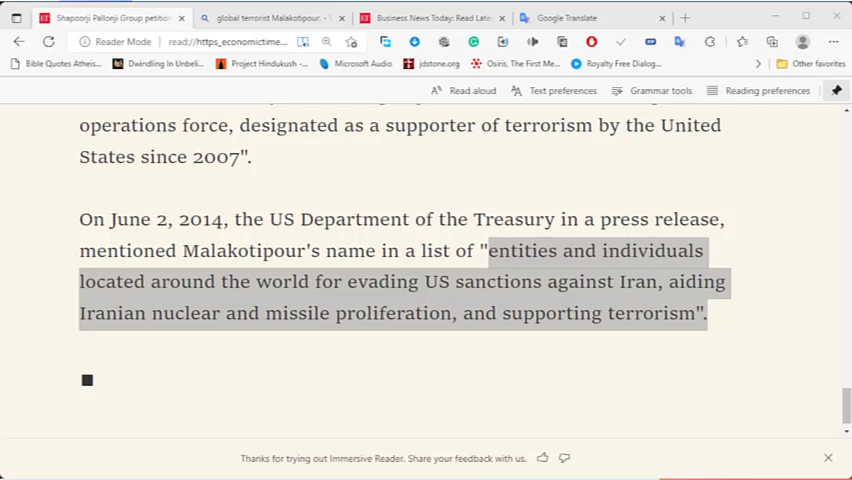 Shapoorji Pallonji Group petition
global terrorist Malakotipour. - S
Business News Today: Read Late
Google Translate
Reader Mode
read://https_economictime...
Bible Quotes Atheis...
Dwindling In Unbeli...
Project Hindukush -...
Microsoft Audio
jdstone.org
Osiris, The First Me...
Royalty Free Dialog...
Other favorites
Read aloud
Text preferences
Grammar tools
Reading preferences
operations force, designated as a supporter of terrorism by the United
States since 2007".
On June 2, 2014, the US Department of the Treasury in a press release,
mentioned Malakotipour's name in a list of "entities and individuals
located around the world for evading US sanctions against Iran, aiding
Iranian nuclear and missile proliferation, and supporting terrorism".
Thanks for trying out Immersive Reader. Share your feedback with us.